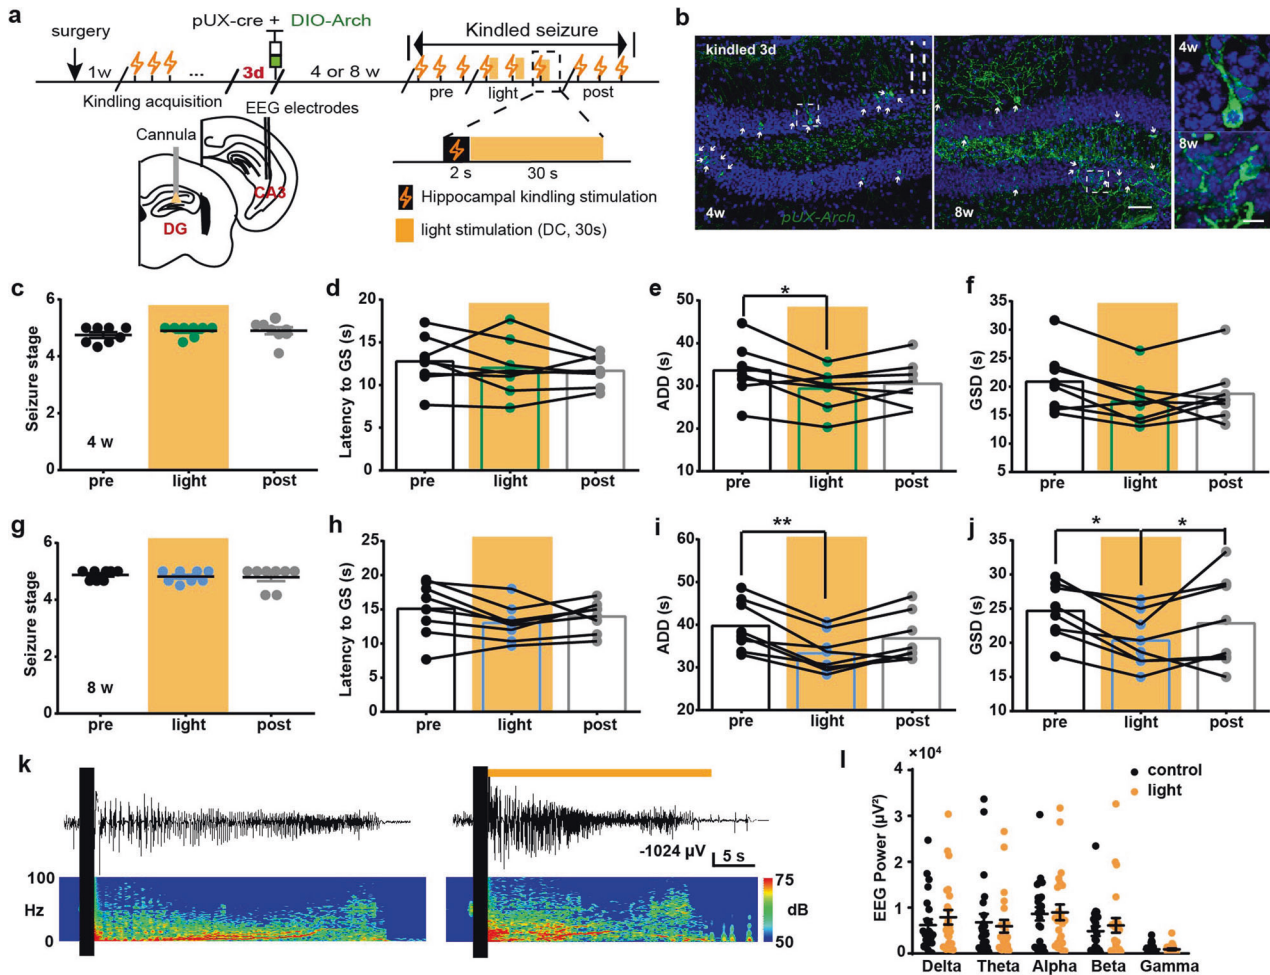 a
surgery
1w
Kindling acquisition
...
pUX-cre + DIO-Arch
3d
4 or 8 w
EEG electrodes
Cannula
DG
CA3
Kindled seizure
pre
light
post
2 s
30s
Hippocampal kindling stimulation
light stimulation (DC, 30s)
b
kindled 3d
4w
pUX-Arch
8w
4w
8w
c
Seizure stage
6
4
2
0
4 w
pre
light
post
d
Latency to GS (s)
20
15
10
5
0
pre
light
post
e
ADD (s)
50
40
30
20
10
*
pre
light
post
f
GSD (s)
35
30
25
20
15
10
5
pre
light
post
g
Seizure stage
6
4
2
0
8 w
pre
light
post
h
Latency to GS (s)
25
20
15
10
5
0
pre
light
post
i
ADD (s)
60
50
40
30
20
**
pre
light
post
j
GSD (s)
35
30
25
20
15
10
*
*
pre
light
post
k
-1024 µV
5 s
100
Hz
0
75
dB
50
l
×10⁴
EEG Power (µV²)
4
3
2
1
0
control
light
Delta
Theta
Alpha
Beta
Gamma